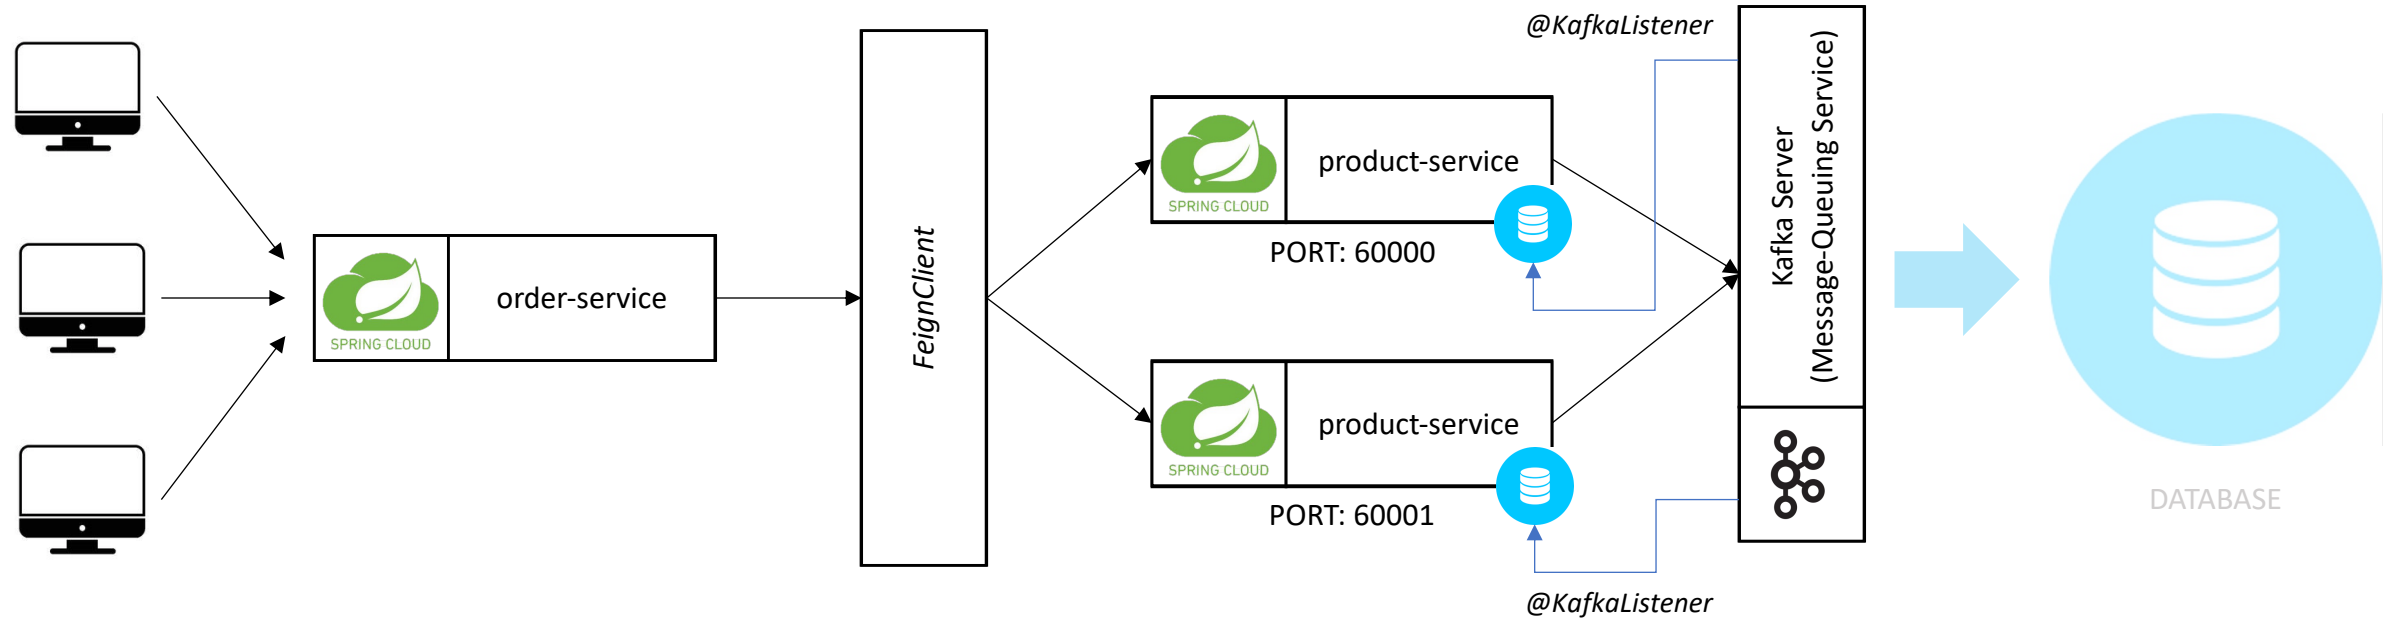 @KafkaListener
SPRING CLOUD
order-service
FeignClient
SPRING CLOUD
product-service
PORT: 60000
SPRING CLOUD
product-service
PORT: 60001
Kafka Server
(Message-Queuing Service)
DATABASE
@KafkaListener